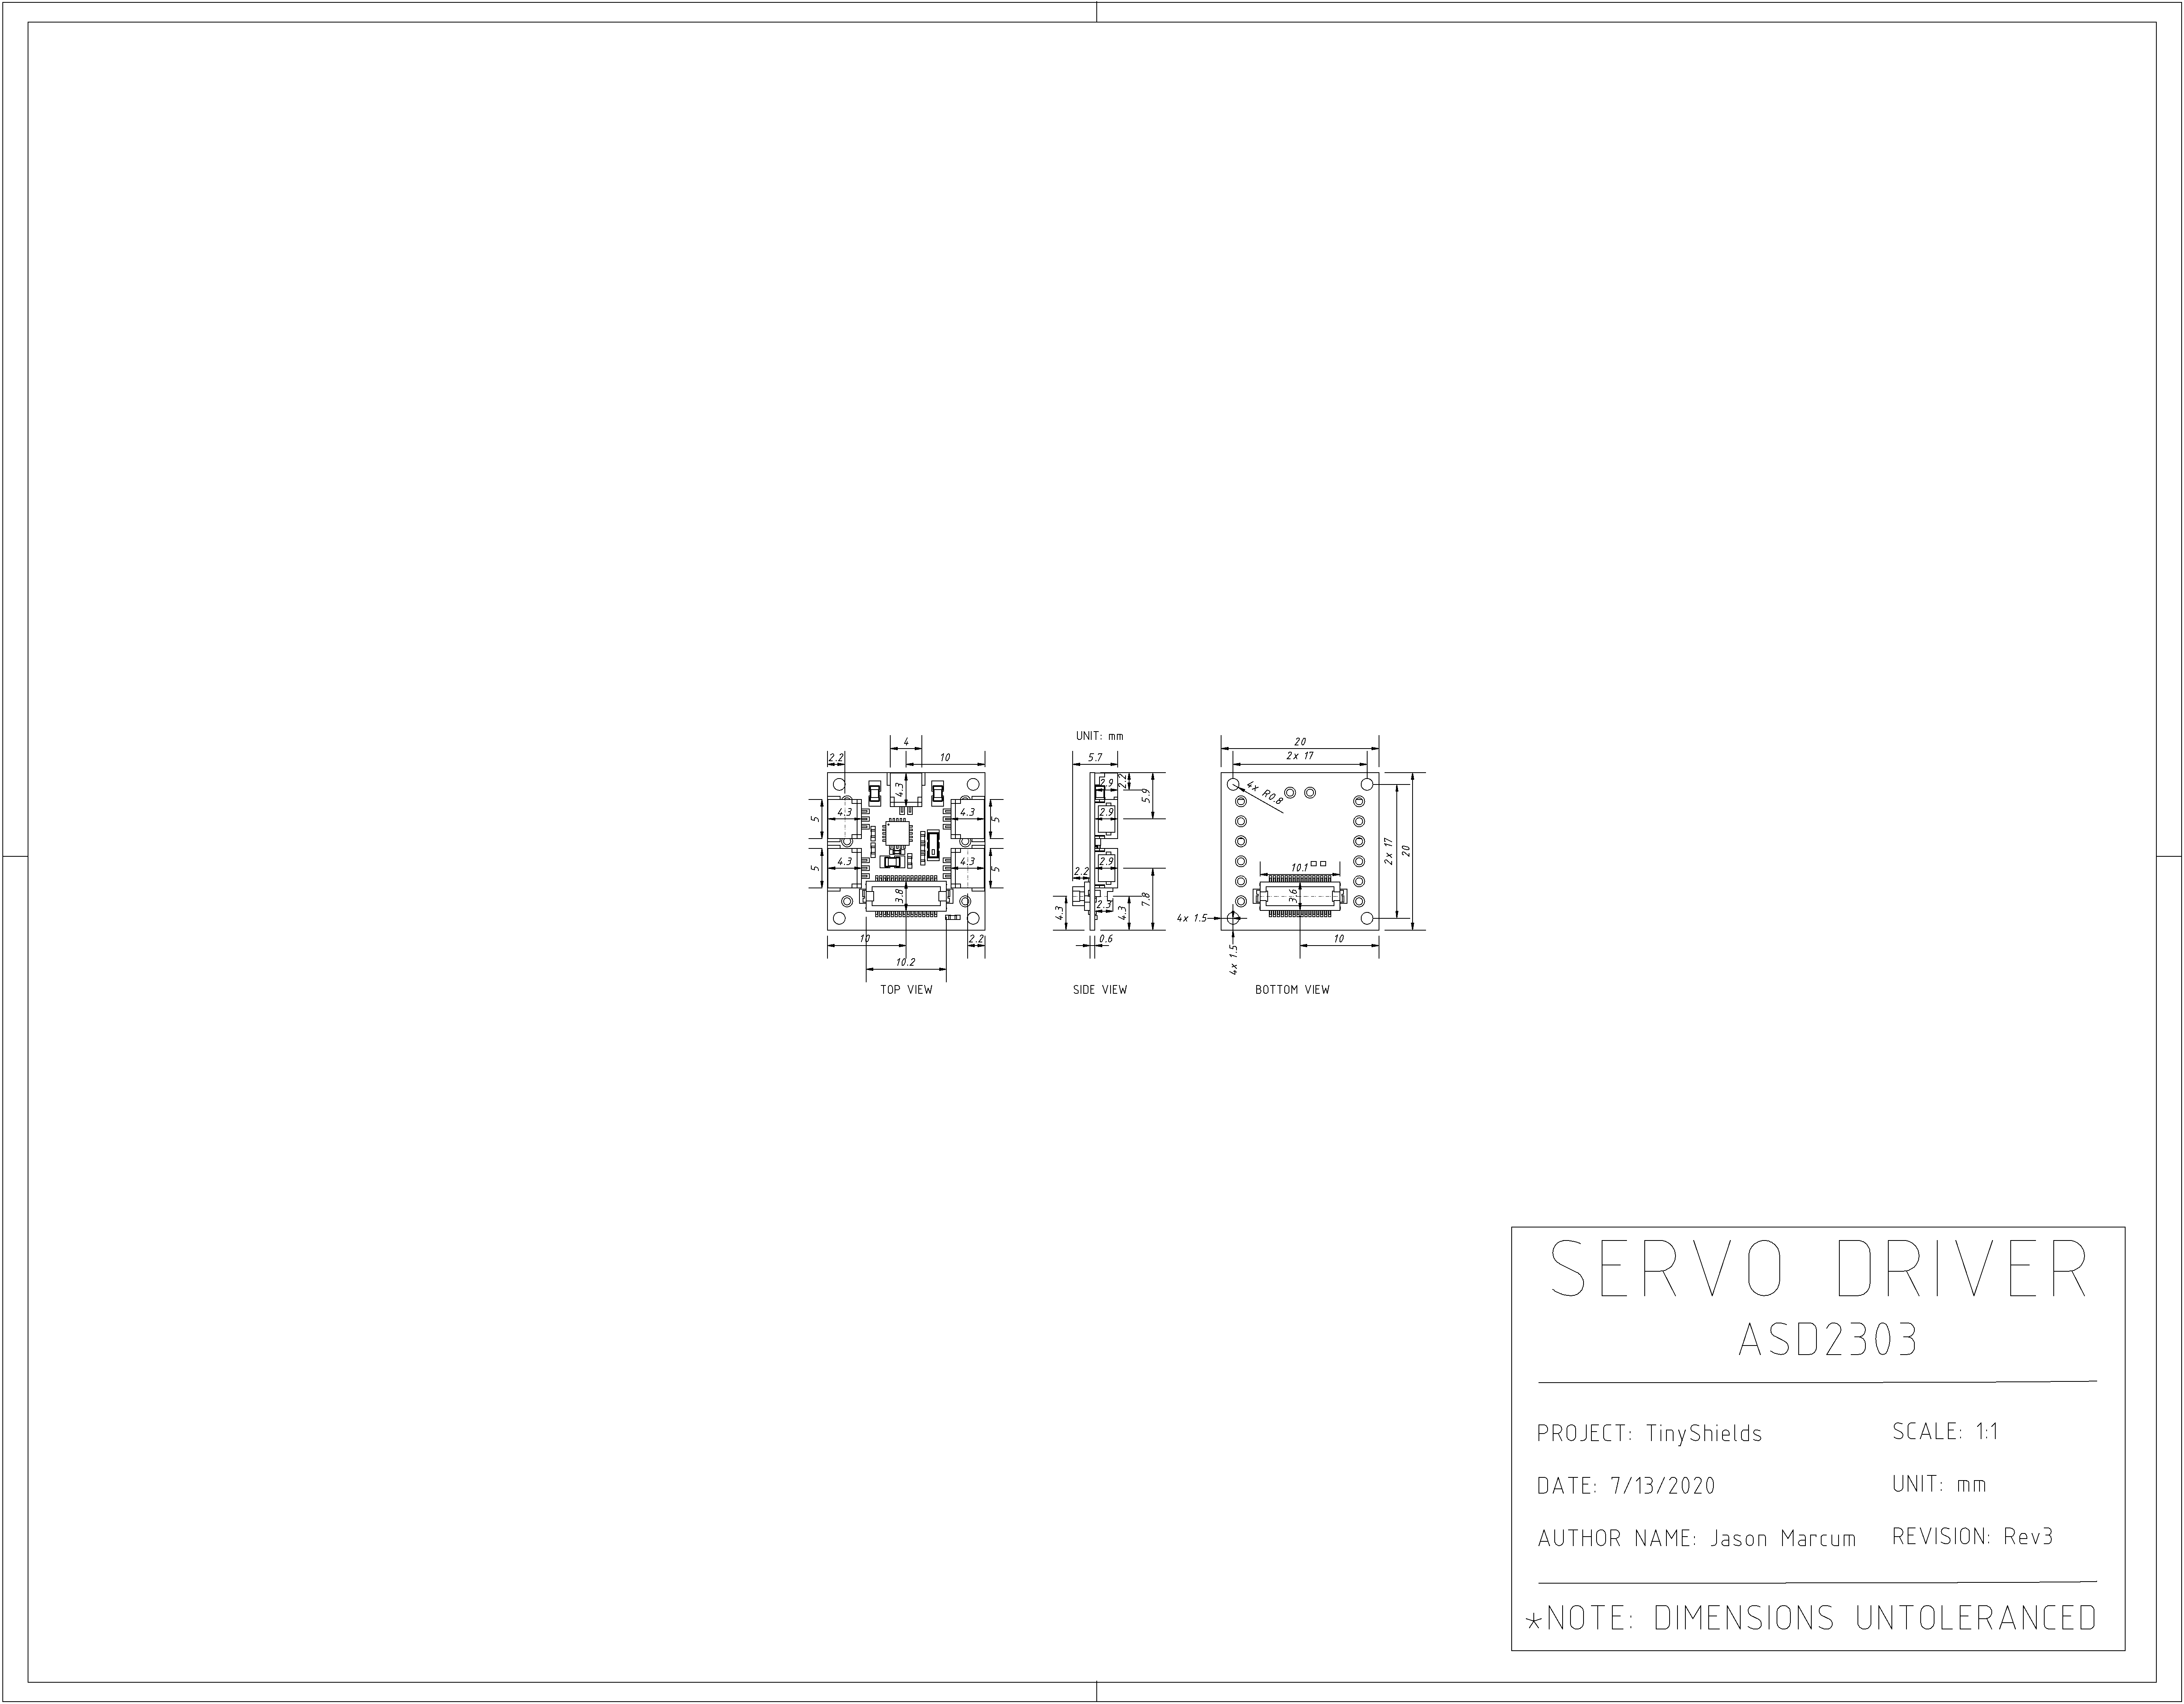 4
2.2
10
4.3
4.3
4.3
5
5
4.3
4.3
5
5
3.8
10
2.2
10.2
TOP VIEW
UNIT: mm
5.7
2.2
2.9
5.9
2.9
2.9
2.2
7.8
2.3
4.3
4.3
0.6
SIDE VIEW
20
2x 17
4x R0.8
2x 17
20
10.1
3.6
4x 1.5
4x 1.5
10
BOTTOM VIEW
SERVO DRIVER
ASD2303
PROJECT: TinyShields
SCALE: 1:1
DATE: 7/13/2020
UNIT: mm
AUTHOR NAME: Jason Marcum
REVISION: Rev3
*NOTE: DIMENSIONS UNTOLERANCED